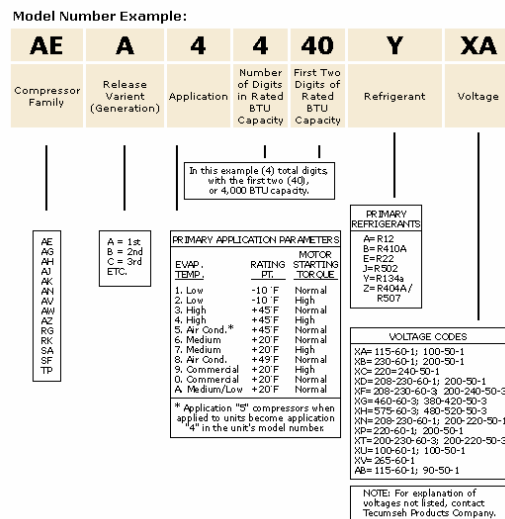 Model Number Example:
AE A 4 4 40 Y XA
Compressor
Family
Release
Varient
(Generation)
Application
Number
of Digits
in Rated
BTU
Capacity
First Two
Digits of
Rated
BTU
Capacity
Refrigerant
Voltage
In this example (4) total digits,
with the first two (40),
or 4,000 BTU capacity.
AE
AG
AH
AJ
AK
AN
AV
AW
AZ
RG
RK
SA
SF
TP
A = 1st
B = 2nd
C = 3rd
ETC.
PRIMARY APPLICATION PARAMETERS
EVAP. TEMP. RATING PT. MOTOR STARTING TORQUE
1. Low -10°F Normal
2. Low -10°F High
3. High +45°F Normal
4. High +45°F High
5. Air Cond.* +45°F Normal
6. Medium +20°F Normal
7. Medium +20°F High
8. Air Cond. +49°F Normal
9. Commercial +20°F High
0. Commercial +20°F Normal
A. Medium/Low +20°F Normal
* Application "5" compressors when
applied to units become application
"4" in the unit's model number.
PRIMARY
REFRIGERANTS
A=R12
B=R410A
E=R22
J=R502
Y=R134a
Z=R404A/
R507
VOLTAGE CODES
XA=115-60-1; 100-50-1
XB=230-60-1; 200-50-1
XC=220-240-50-1
XD=208-230-60-1; 200-50-1
XF=208-230-60-3; 200-240-50-3
XG=460-60-3; 380-420-50-3
XH=575-60-3; 480-520-50-3
XN=208-230-60-1; 200-220-50-1
XP=220-60-1; 200-50-1
XT=200-230-60-3; 200-220-50-3
XU=100-60-1; 100-50-1
XV=265-60-1
AB=115-60-1; 90-50-1
NOTE: For explanation of
voltages not listed, contact
Tecumseh Products Company.